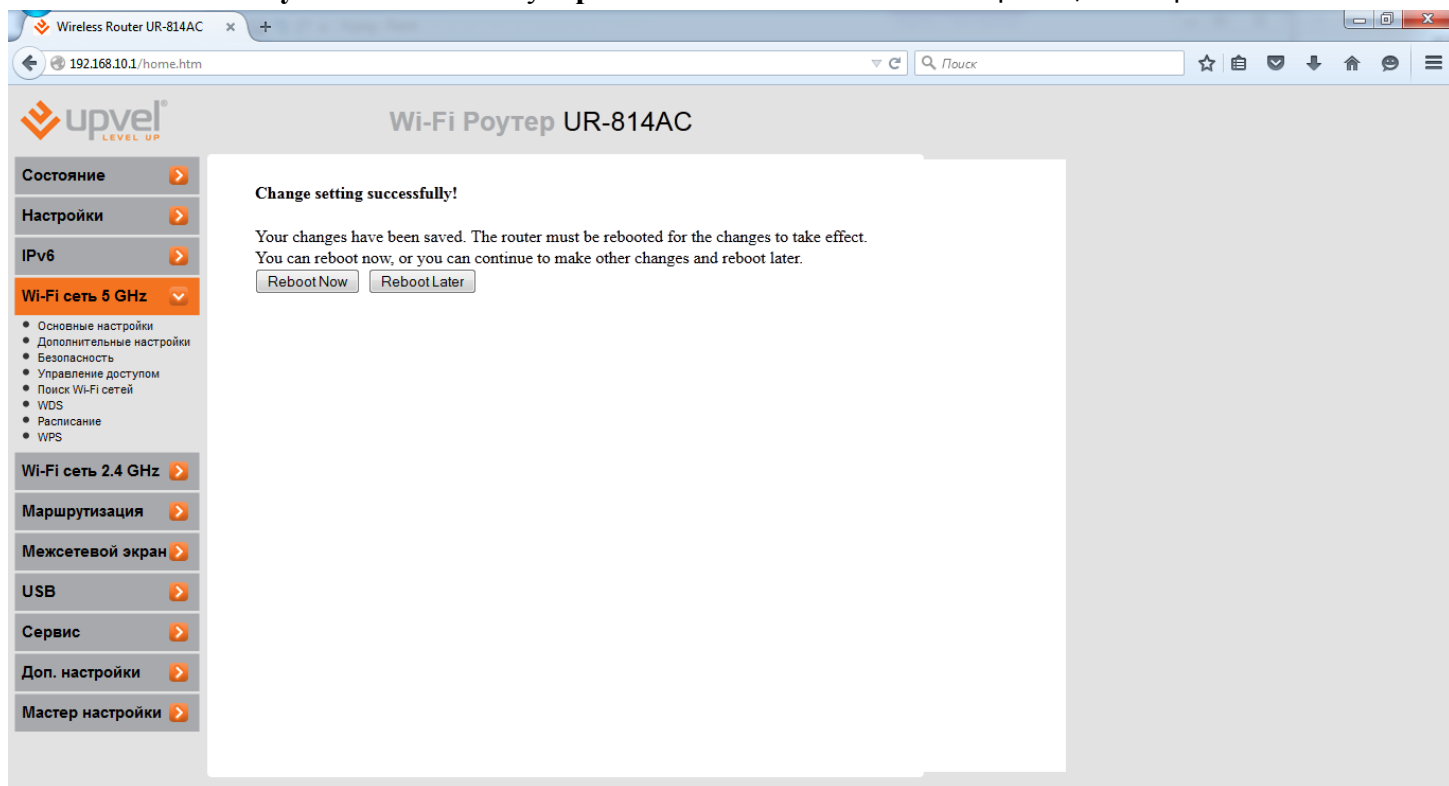 Wireless Router UR-814AC
192.168.10.1/home.htm
Поиск
upvel®
LEVEL UP
Wi-Fi Роутер UR-814AC
Состояние
Настройки
IPv6
Wi-Fi сеть 5 GHz
Основные настройки
Дополнительные настройки
Безопасность
Управление доступом
Поиск Wi-Fi сетей
WDS
Расписание
WPS
Wi-Fi сеть 2.4 GHz
Маршрутизация
Межсетевой экран
USB
Сервис
Доп. настройки
Мастер настройки
Change setting successfully!
Your changes have been saved. The router must be rebooted for the changes to take effect.
You can reboot now, or you can continue to make other changes and reboot later.
Reboot Now Reboot Later